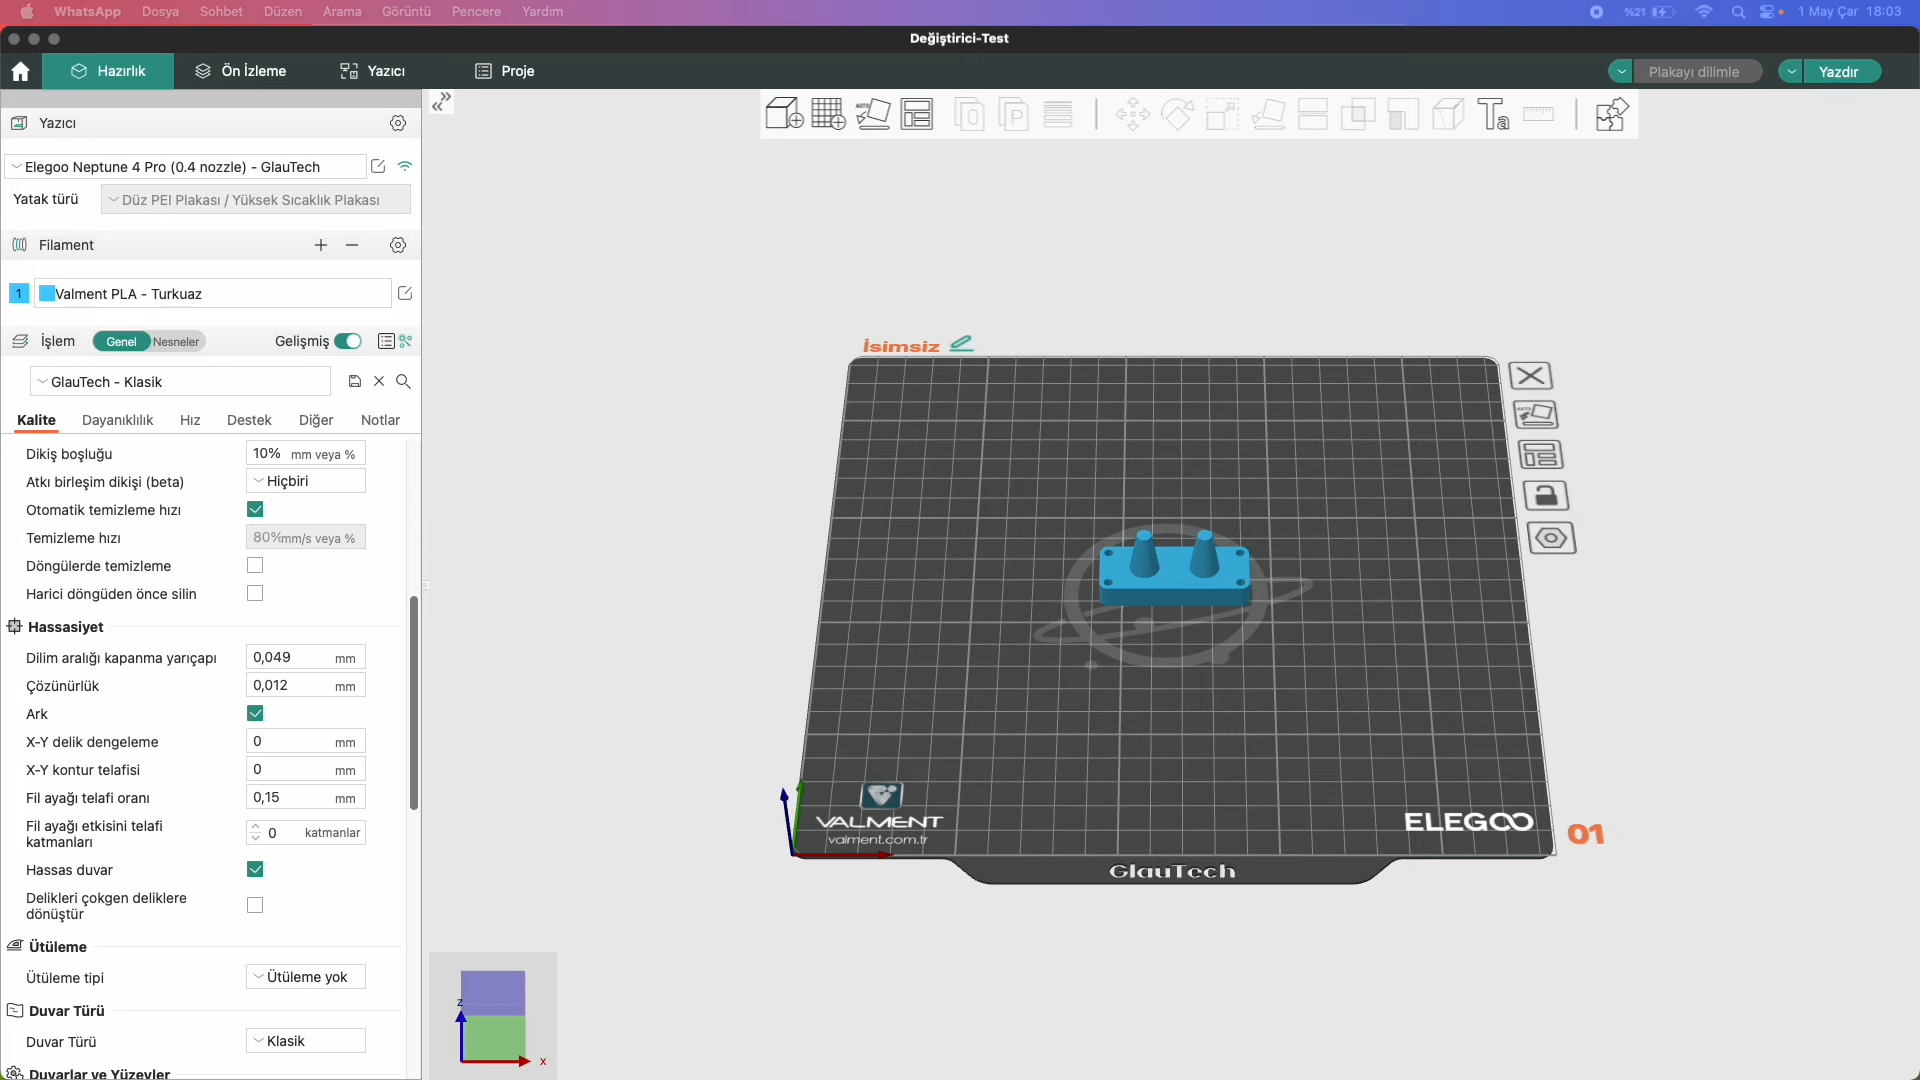 WhatsApp Dosya Sohbet Düzen Arama Görüntü Pencere Yardım %21 1 May Çar 18:03
Değiştirici-Test
Hazırlık Ön İzleme Yazıcı Proje Plakayı dilimle Yazdır
Yazıcı
Elegoo Neptune 4 Pro (0.4 nozzle) - GlauTech
Yatak türü Düz PEI Plakası / Yüksek Sıcaklık Plakası
Filament
1 Valment PLA - Turkuaz
İşlem Genel Nesneler Gelişmiş
GlauTech - Klasik
Kalite Dayanıklılık Hız Destek Diğer Notlar
Dikiş boşluğu 10% mm veya %
Atkı birleşim dikişi (beta) Hiçbiri
Otomatik temizleme hızı
Temizleme hızı 80% mm/s veya %
Döngülerde temizleme
Harici döngüden önce silin
Hassasiyet
Dilim aralığı kapanma yarıçapı 0,049 mm
Çözünürlük 0,012 mm
Ark
X-Y delik dengeleme 0 mm
X-Y kontur telafisi 0 mm
Fil ayağı telafi oranı 0,15 mm
Fil ayağı etkisini telafi
katmanları 0 katmanlar
Hassas duvar
Delikleri çokgen deliklere
dönüştür
Ütüleme
Ütüleme tipi Ütüleme yok
Duvar Türü
Duvar Türü Klasik
Duvarlar ve Yüzeyler
AUTO
Ta
İsimsiz
AUTO
VALMENT
valment.com.tr
ELEGOO
01
GlauTech
z
x